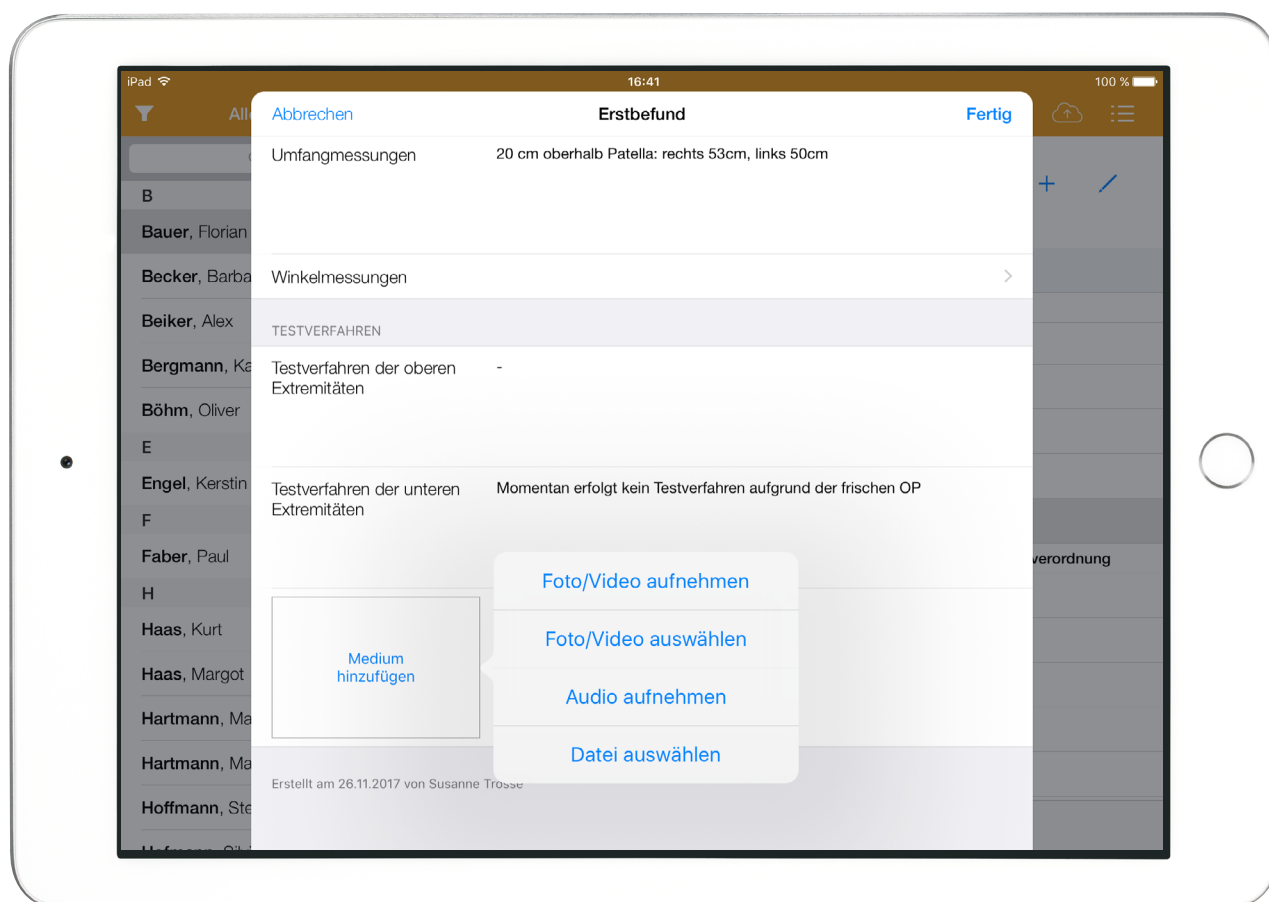 iPad
16:41
100 %
Alle
Abbrechen
Erstbefund
Fertig
Umfangmessungen
20 cm oberhalb Patella: rechts 53cm, links 50cm
Winkelmessungen
TESTVERFAHREN
Testverfahren der oberen
Extremitäten
-
Testverfahren der unteren
Extremitäten
Momentan erfolgt kein Testverfahren aufgrund der frischen OP
Medium
hinzufügen
Foto/Video aufnehmen
Foto/Video auswählen
Audio aufnehmen
Datei auswählen
Erstellt am 26.11.2017 von Susanne Trosse
B
Bauer, Florian
Becker, Barba
Beiker, Alex
Bergmann, Ka
Böhm, Oliver
E
Engel, Kerstin
F
Faber, Paul
H
Haas, Kurt
Haas, Margot
Hartmann, Ma
Hartmann, Ma
Hoffmann, Ste
verordnung